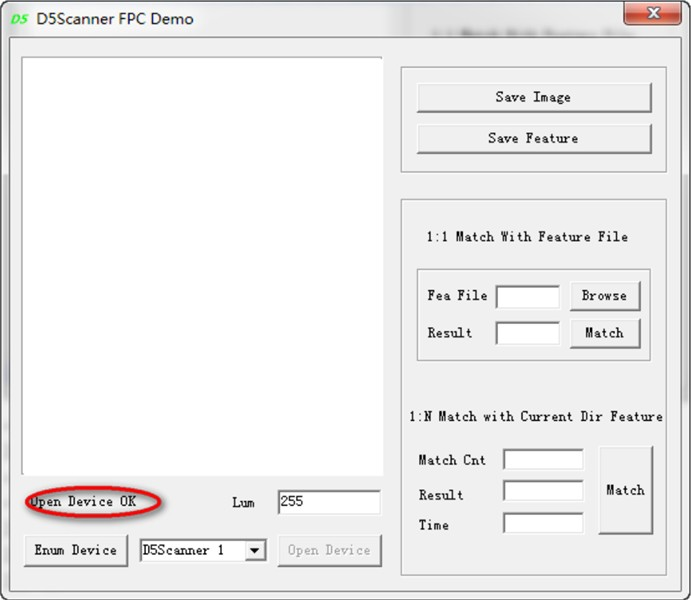 D5 D5Scanner FPC Demo
Save Image
Save Feature
1:1 Match With Feature File
Fea File Browse
Result Match
1:N Match with Current Dir Feature
Match Cnt
Result
Time
Match
Open Device OK Lum 255
Enum Device D5Scanner 1 Open Device